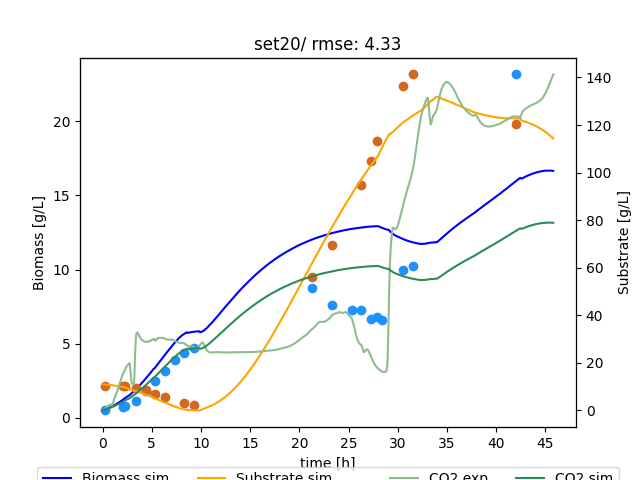 set20/ rmse: 4.33
Biomass [g/L]
0
5
10
15
20
Substrate [g/L]
0
20
40
60
80
100
120
140
0 5 10 15 20 25 30 35 40 45
time [h]
Biomass sim Substrate sim CO2 exp CO2 sim